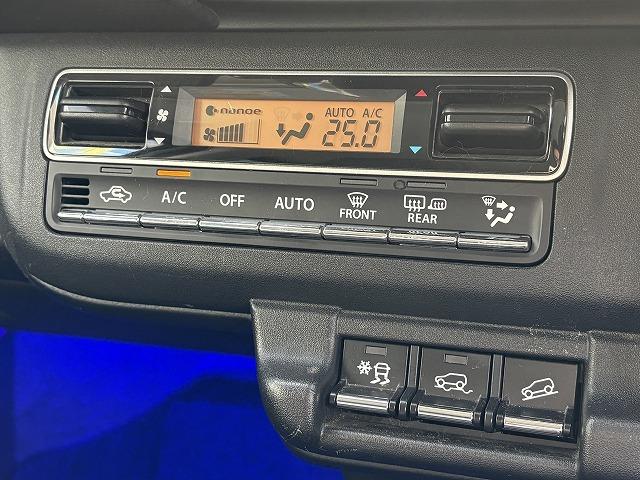 nanoe
AUTO A/C
25.0
A/C OFF AUTO FRONT REAR